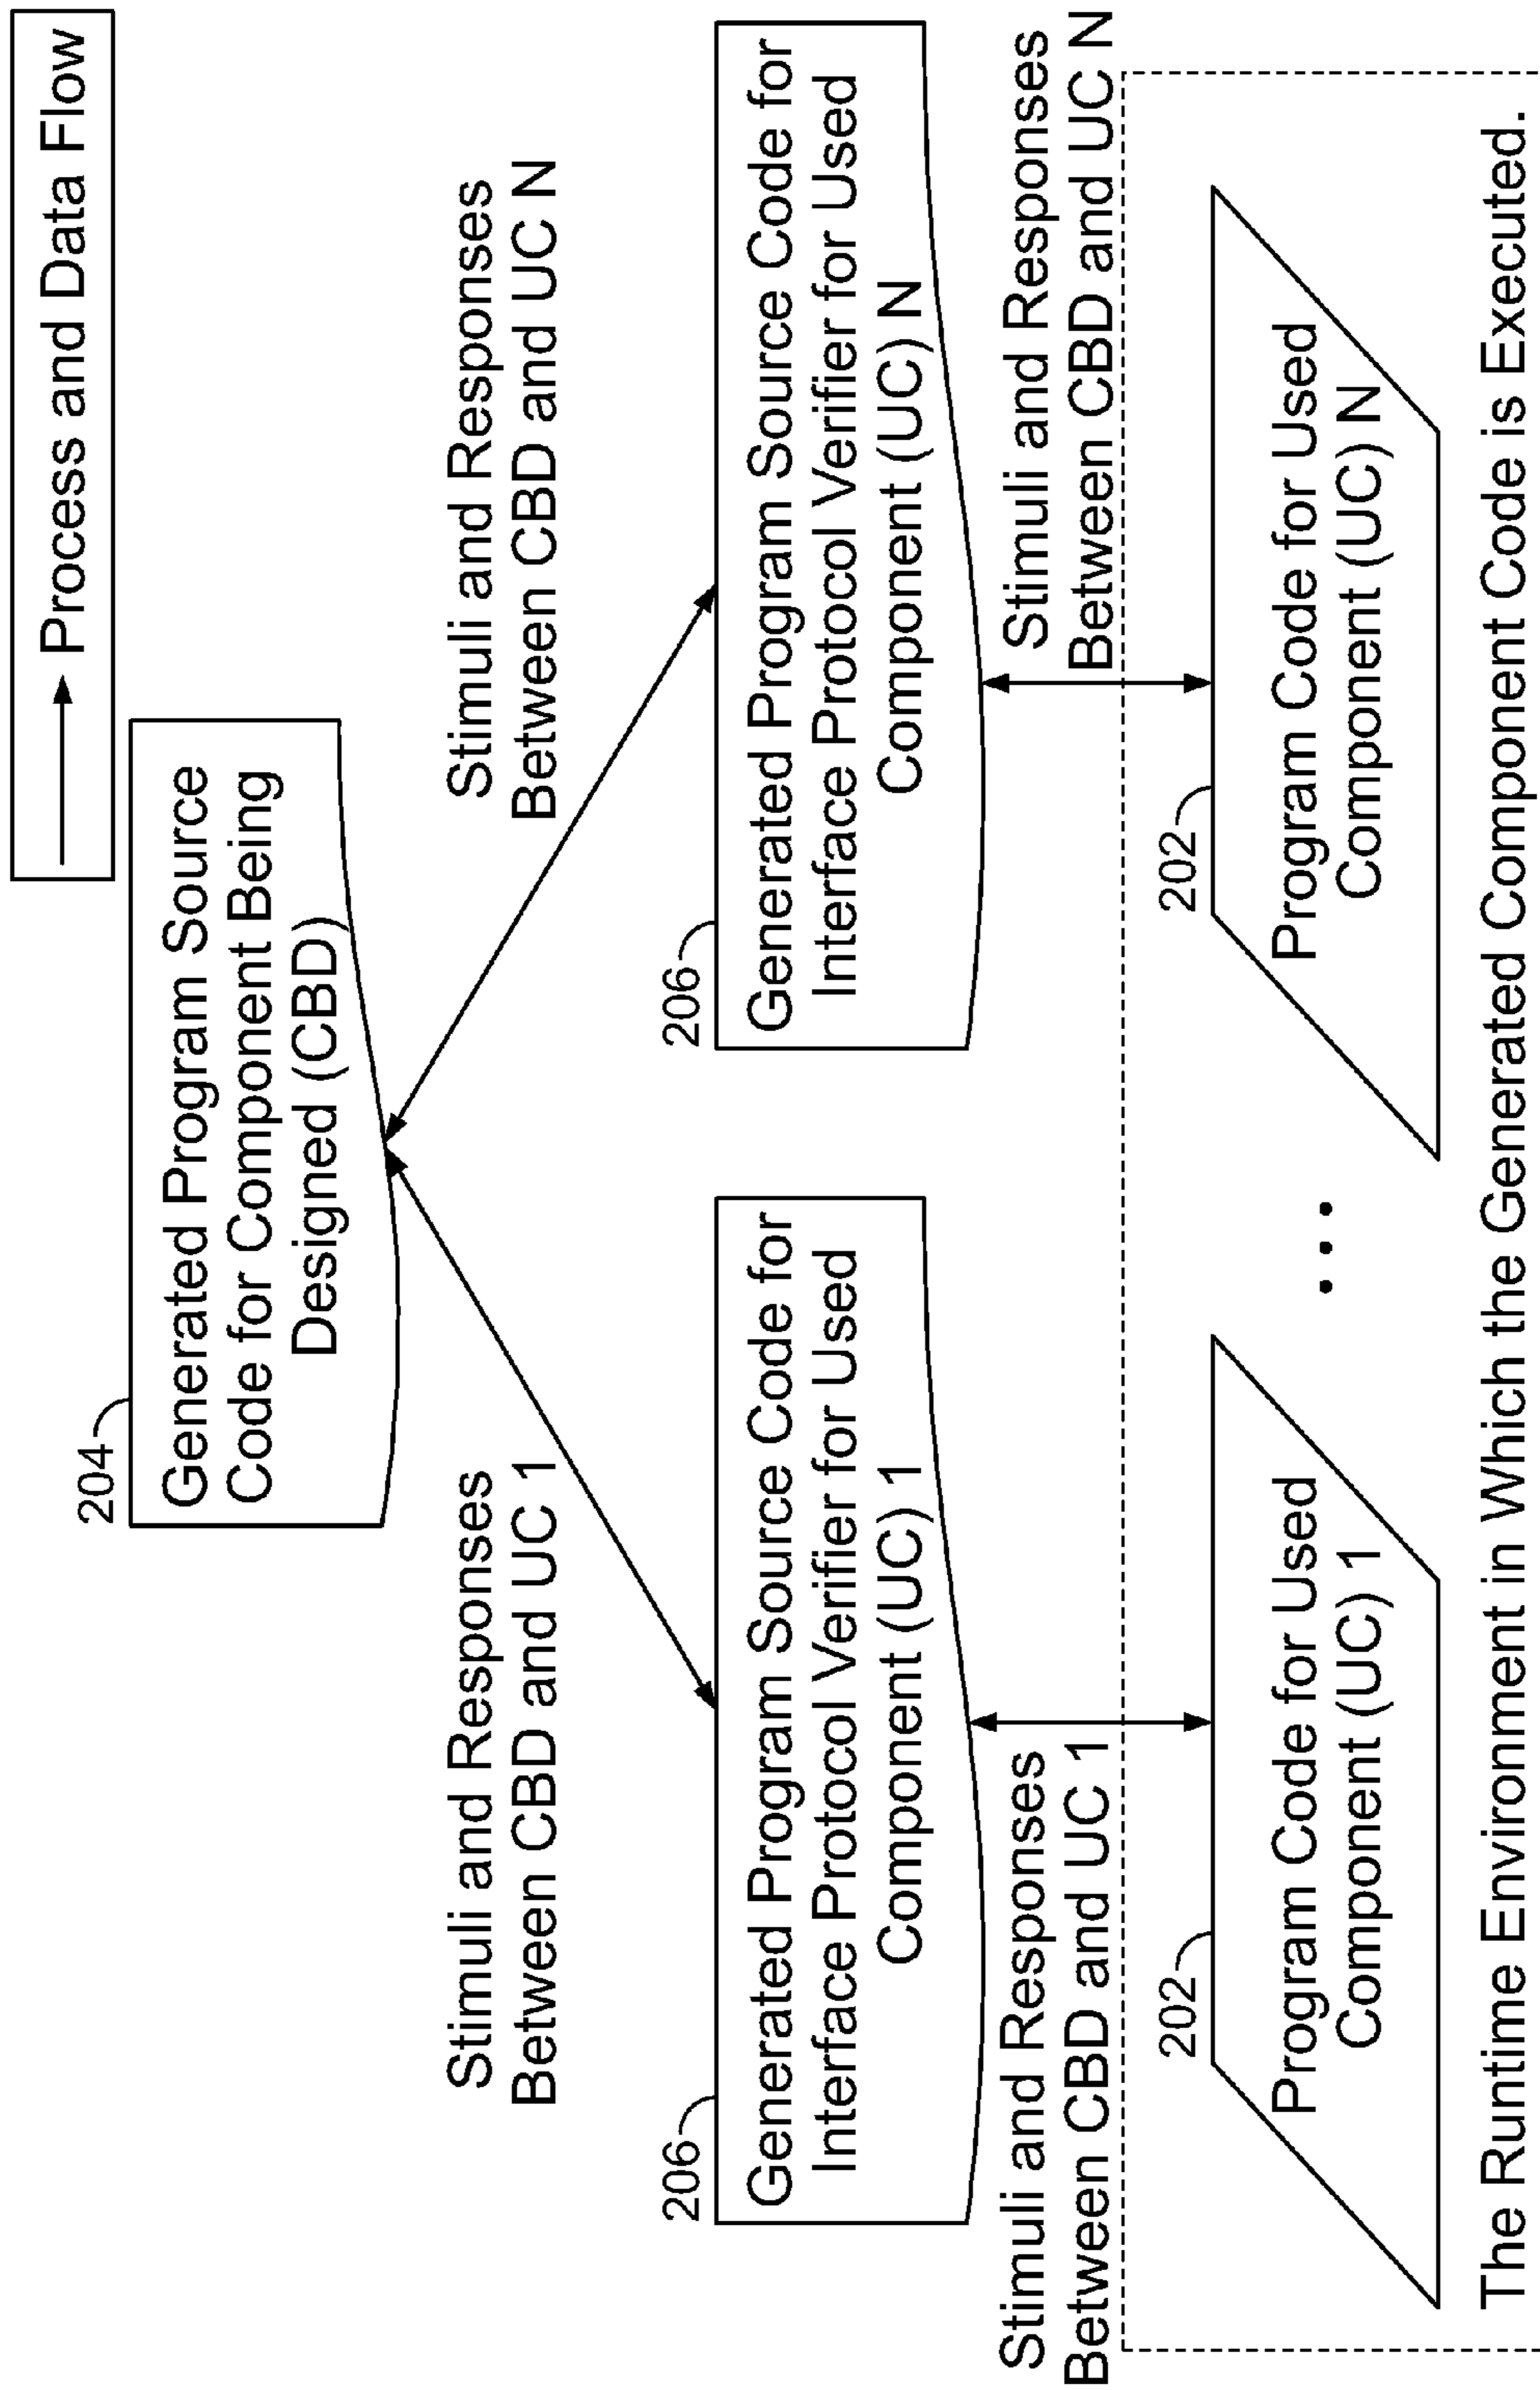 Process and Data Flow
204
Generated Program Source
Code for Component Being
Designed (CBD)
Stimuli and Responses
Between CBD and UC 1
Stimuli and Responses
Between CBD and UC N
206
Generated Program Source Code for
Interface Protocol Verifier for Used
Component (UC) 1
206
Generated Program Source Code for
Interface Protocol Verifier for Used
Component (UC) N
Stimuli and Responses
Between CBD and UC 1
Stimuli and Responses
Between CBD and UC N
202
Program Code for Used
Component (UC) 1
...
202
Program Code for Used
Component (UC) N
The Runtime Environment in Which the Generated Component Code is Executed.